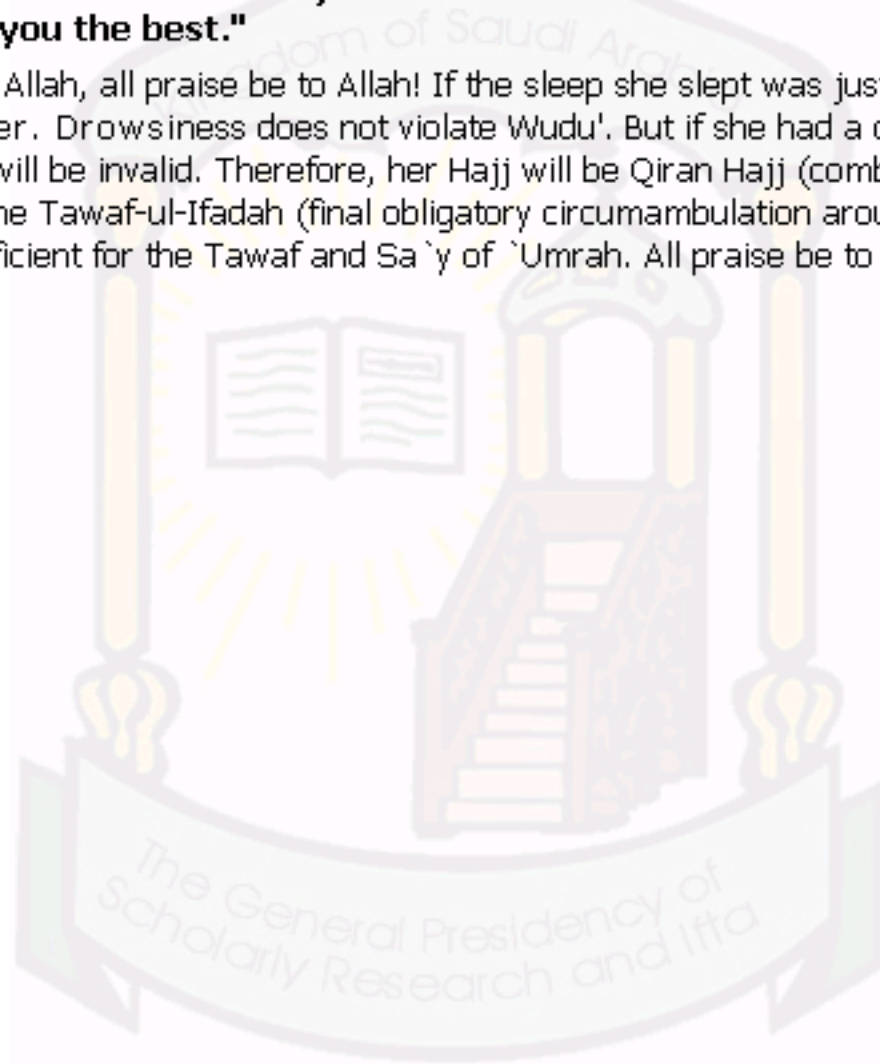 you the best."
Allah, all praise be to Allah! If the sleep she slept was jus
er. Drowsiness does not violate Wudu'. But if she had a
will be invalid. Therefore, her Hajj will be Qiran Hajj (comb
he Tawaf-ul-Ifadah (final obligatory circumambulation arou
ficient for the Tawaf and Sa`y of `Umrah. All praise be to
Kingdom of Saudi Arabia
The General Presidency of
Scholarly Research and Ifta